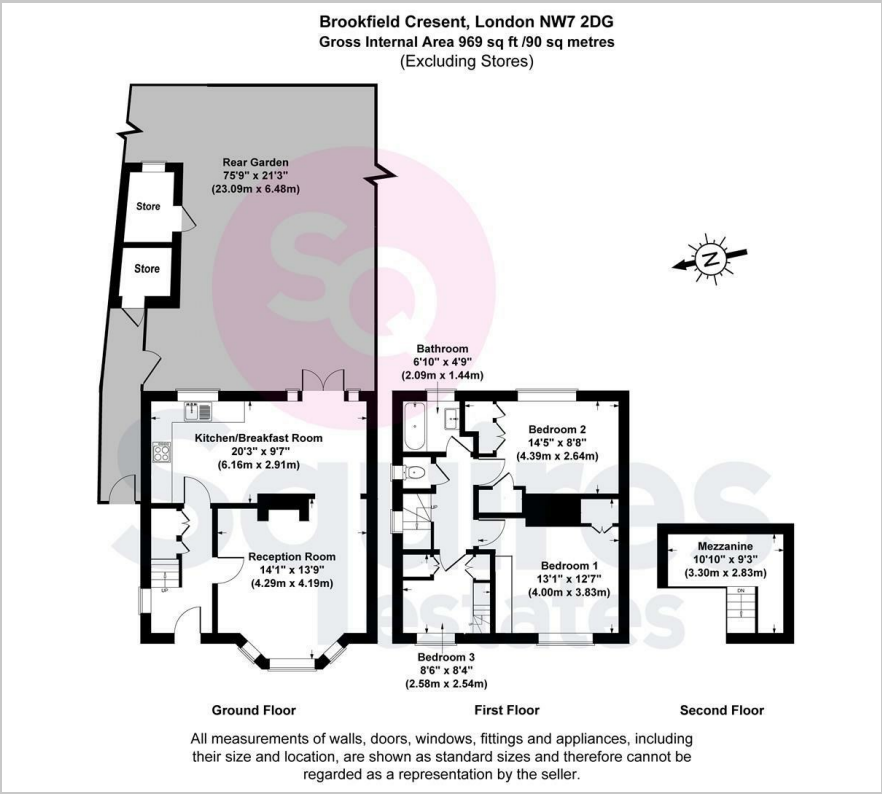 Brookfield Cresent, London NW7 2DG
Gross Internal Area 969 sq ft /90 sq metres
(Excluding Stores)
Rear Garden
75'9" x 21'3"
(23.09m x 6.48m)
Store
Store
SQ
N
Squires
estates
Bathroom
6'10" x 4'9"
(2.09m x 1.44m)
Kitchen/Breakfast Room
20'3" x 9'7"
(6.16m x 2.91m)
Bedroom 2
14'5" x 8'8"
(4.39m x 2.64m)
UP
Reception Room
14'1" x 13'9"
(4.29m x 4.19m)
UP
Bedroom 1
13'1" x 12'7"
(4.00m x 3.83m)
Mezzanine
10'10" x 9'3"
(3.30m x 2.83m)
DN
Bedroom 3
8'6" x 8'4"
(2.58m x 2.54m)
Ground Floor
First Floor
Second Floor
All measurements of walls, doors, windows, fittings and appliances, including
their size and location, are shown as standard sizes and therefore cannot be
regarded as a representation by the seller.